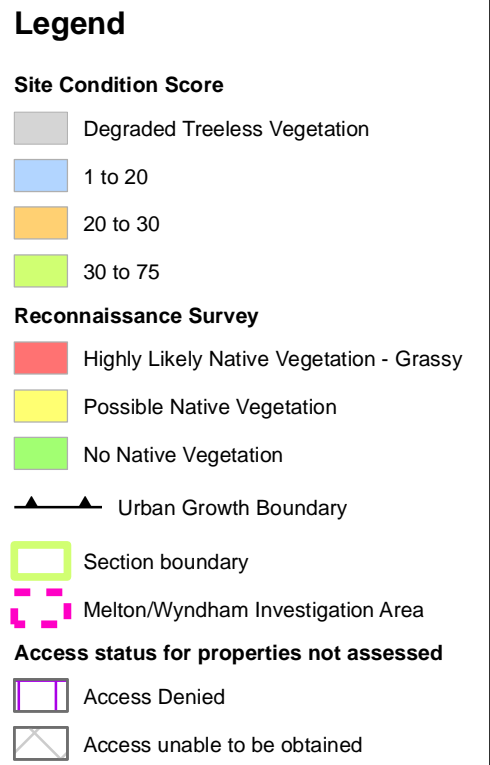 Legend
Site Condition Score
Degraded Treeless Vegetation
1 to 20
20 to 30
30 to 75
Reconnaissance Survey
Highly Likely Native Vegetation - Grassy
Possible Native Vegetation
No Native Vegetation
Urban Growth Boundary
Section boundary
Melton/Wyndham Investigation Area
Access status for properties not assessed
Access Denied
Access unable to be obtained